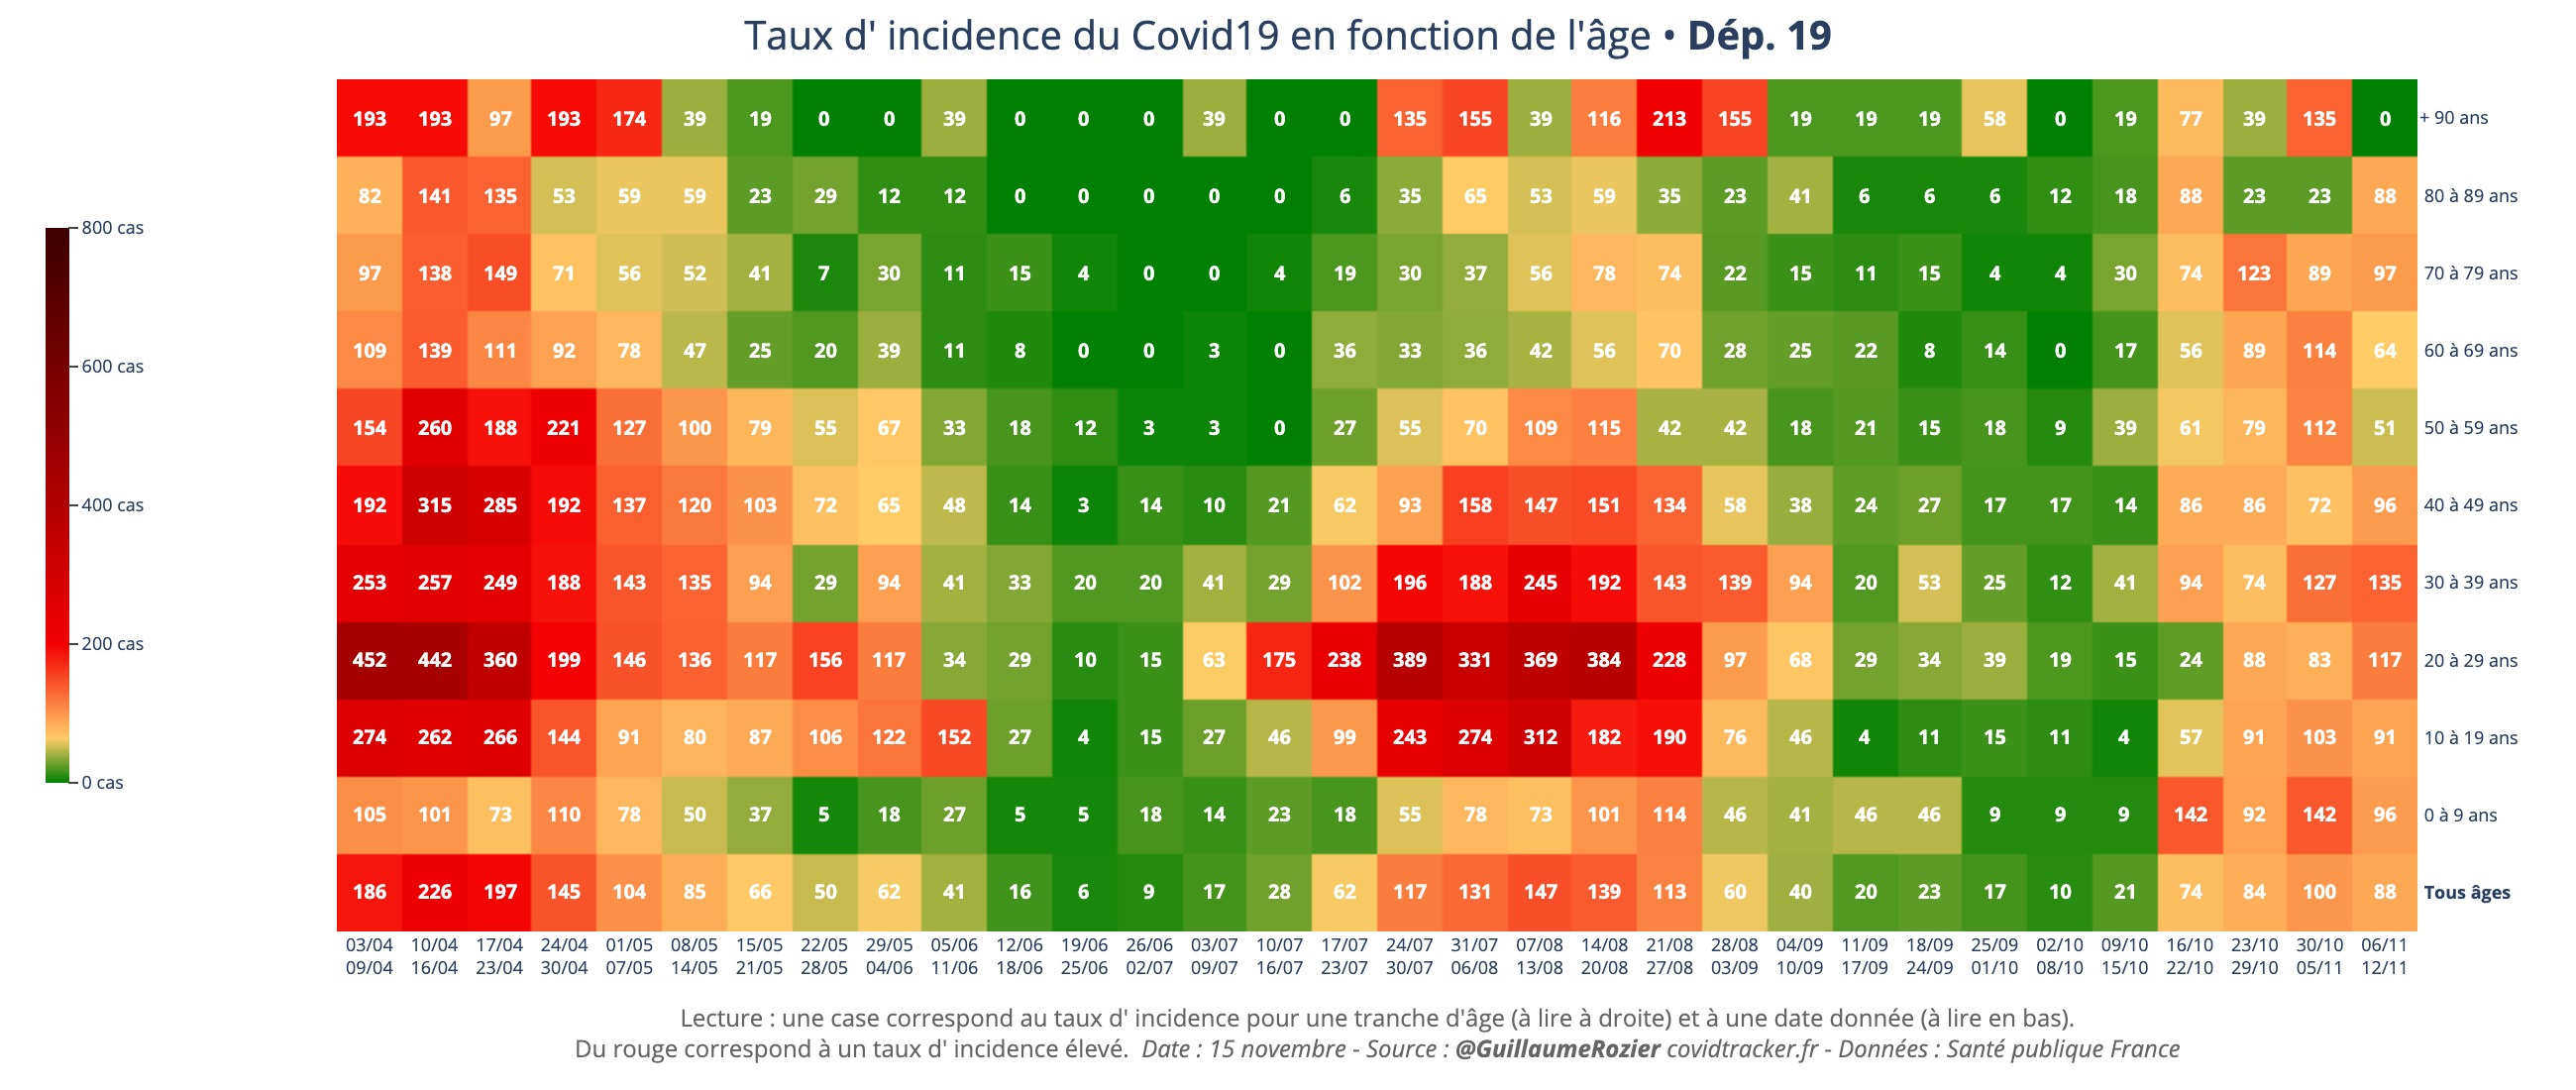 Taux d' incidence du Covid19 en fonction de l'âge • Dép. 19
800 cas
600 cas
400 cas
200 cas
0 cas
193 193 97 193 174 39 19 0 0 39 0 0 0 39 0 0 135 155 39 116 213 155 19 19 19 58 0 19 77 39 135 0 + 90 ans
82 141 135 53 59 59 23 29 12 12 0 0 0 0 0 6 35 65 53 59 35 23 41 6 6 6 12 18 88 23 23 88 80 à 89 ans
97 138 149 71 56 52 41 7 30 11 15 4 0 0 4 19 30 37 56 78 74 22 15 11 15 4 4 30 74 123 89 97 70 à 79 ans
109 139 111 92 78 47 25 20 39 11 8 0 0 3 0 36 33 36 42 56 70 28 25 22 8 14 0 17 56 89 114 64 60 à 69 ans
154 260 188 221 127 100 79 55 67 33 18 12 3 3 0 27 55 70 109 115 42 42 18 21 15 18 9 39 61 79 112 51 50 à 59 ans
192 315 285 192 137 120 103 72 65 48 14 3 14 10 21 62 93 158 147 151 134 58 38 24 27 17 17 14 86 86 72 96 40 à 49 ans
253 257 249 188 143 135 94 29 94 41 33 20 20 41 29 102 196 188 245 192 143 139 94 20 53 25 12 41 94 74 127 135 30 à 39 ans
452 442 360 199 146 136 117 156 117 34 29 10 15 63 175 238 389 331 369 384 228 97 68 29 34 39 19 15 24 88 83 117 20 à 29 ans
274 262 266 144 91 80 87 106 122 152 27 4 15 27 46 99 243 274 312 182 190 76 46 4 11 15 11 4 57 91 103 91 10 à 19 ans
105 101 73 110 78 50 37 5 18 27 5 5 18 14 23 18 55 78 73 101 114 46 41 46 46 9 9 9 142 92 142 96 0 à 9 ans
186 226 197 145 104 85 66 50 62 41 16 6 9 17 28 62 117 131 147 139 113 60 40 20 23 17 10 21 74 84 100 88 Tous âges
03/04 10/04 17/04 24/04 01/05 08/05 15/05 22/05 29/05 05/06 12/06 19/06 26/06 03/07 10/07 17/07 24/07 31/07 07/08 14/08 21/08 28/08 04/09 11/09 18/09 25/09 02/10 09/10 16/10 23/10 30/10 06/11
09/04 16/04 23/04 30/04 07/05 14/05 21/05 28/05 04/06 11/06 18/06 25/06 02/07 09/07 16/07 23/07 30/07 06/08 13/08 20/08 27/08 03/09 10/09 17/09 24/09 01/10 08/10 15/10 22/10 29/10 05/11 12/11
Lecture : une case correspond au taux d' incidence pour une tranche d'âge (à lire à droite) et à une date donnée (à lire en bas).
Du rouge correspond à un taux d' incidence élevé. Date : 15 novembre - Source : @GuillaumeRozier covidtracker.fr - Données : Santé publique France